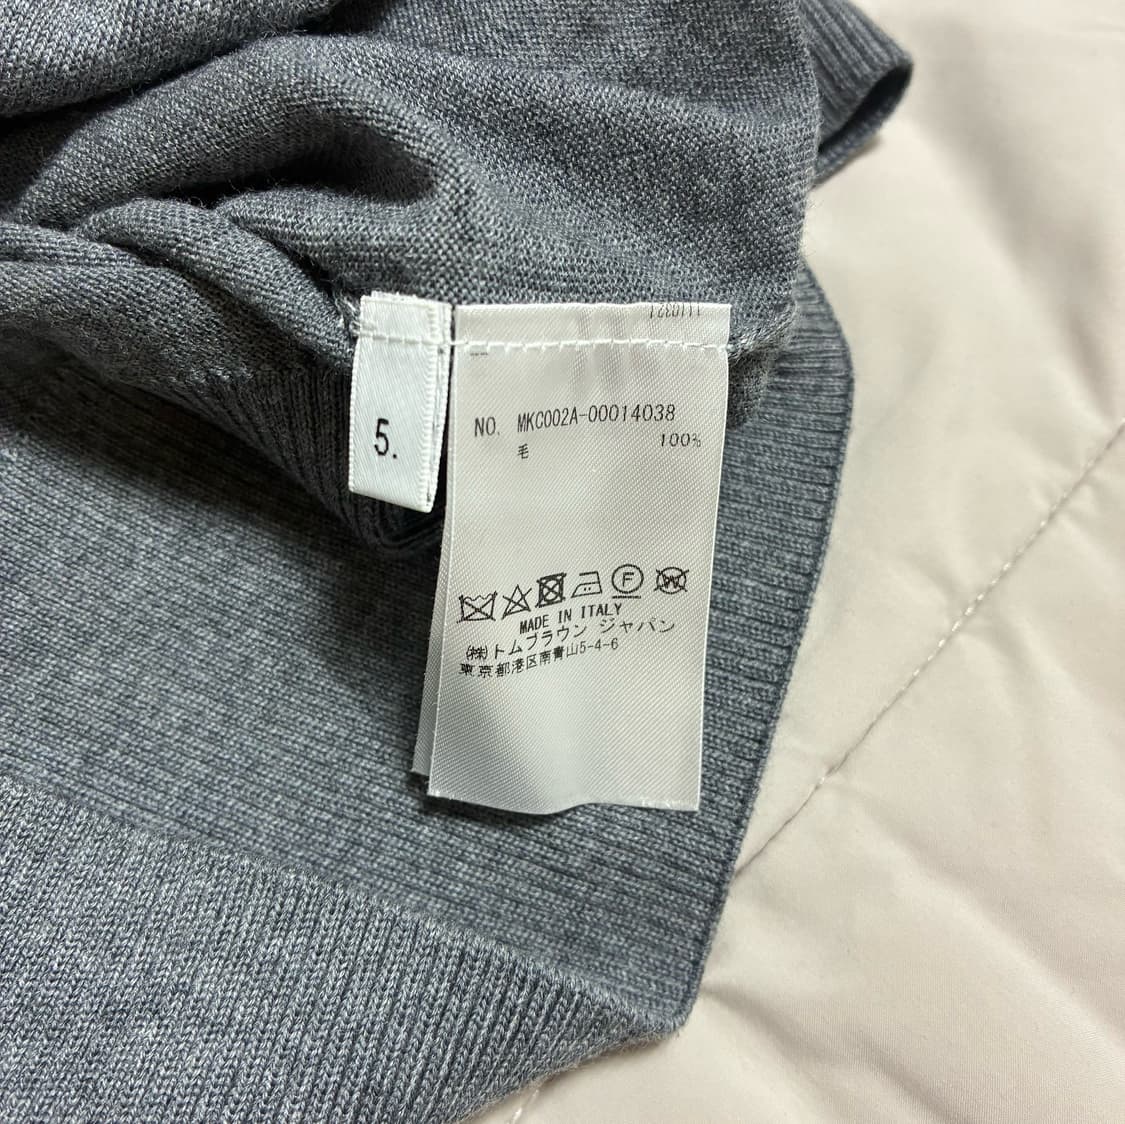 1110321
5.
NO. MKC002A-00014038
毛 100%
F W
MADE IN ITALY
㈱トムブラウン ジャパン
東京都港区南青山5-4-6